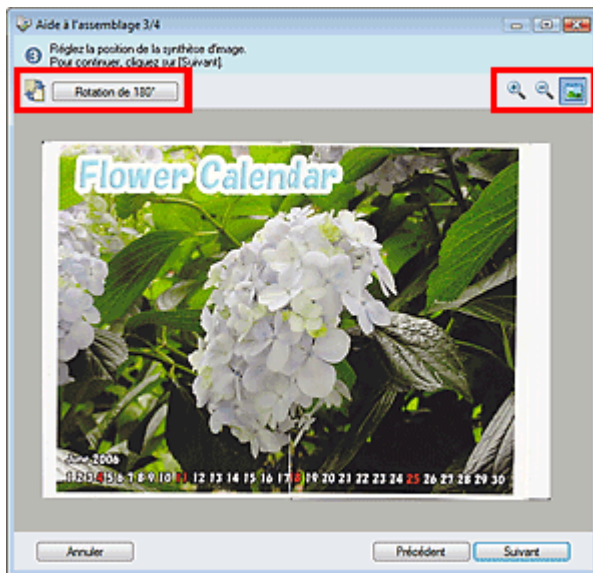 Aide à l'assemblage 3/4
3 Réglez la position de la synthèse d'image.
Pour continuer, cliquez sur [Suivant].
Rotation de 180°
Flower Calendar
June 2006
1 2 3 4 5 6 7 8 9 10 11 12 13 14 15 16 17 18 19 20 21 22 23 24 25 26 27 28 29 30
Annuler Précédent Suivant